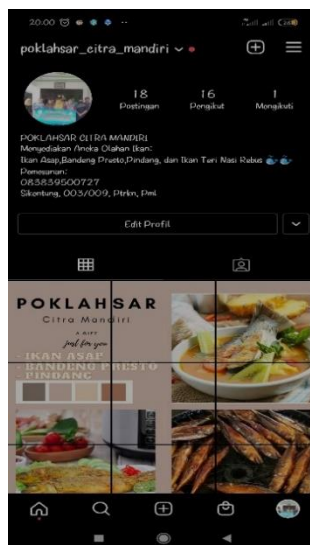 20.00
poklahsar_citra_mandiri
18
Postingan
16
Pengikut
1
Mengikuti
POKLAHSAR CITRA MANDIRI
Menyediakan Aneka Olahan Ikan:
Ikan Asap,Bandeng Presto,Pindang, dan Ikan Teri Nasi Rebus
Pemesanan:
083839500727
Sikentung, 003/009, Ptrkn, Pml
Edit Profil
POKLAHSAR
Citra Mandiri
just for you
- IKAN ASAP
- BANDENG PRESTO
- PINDANG